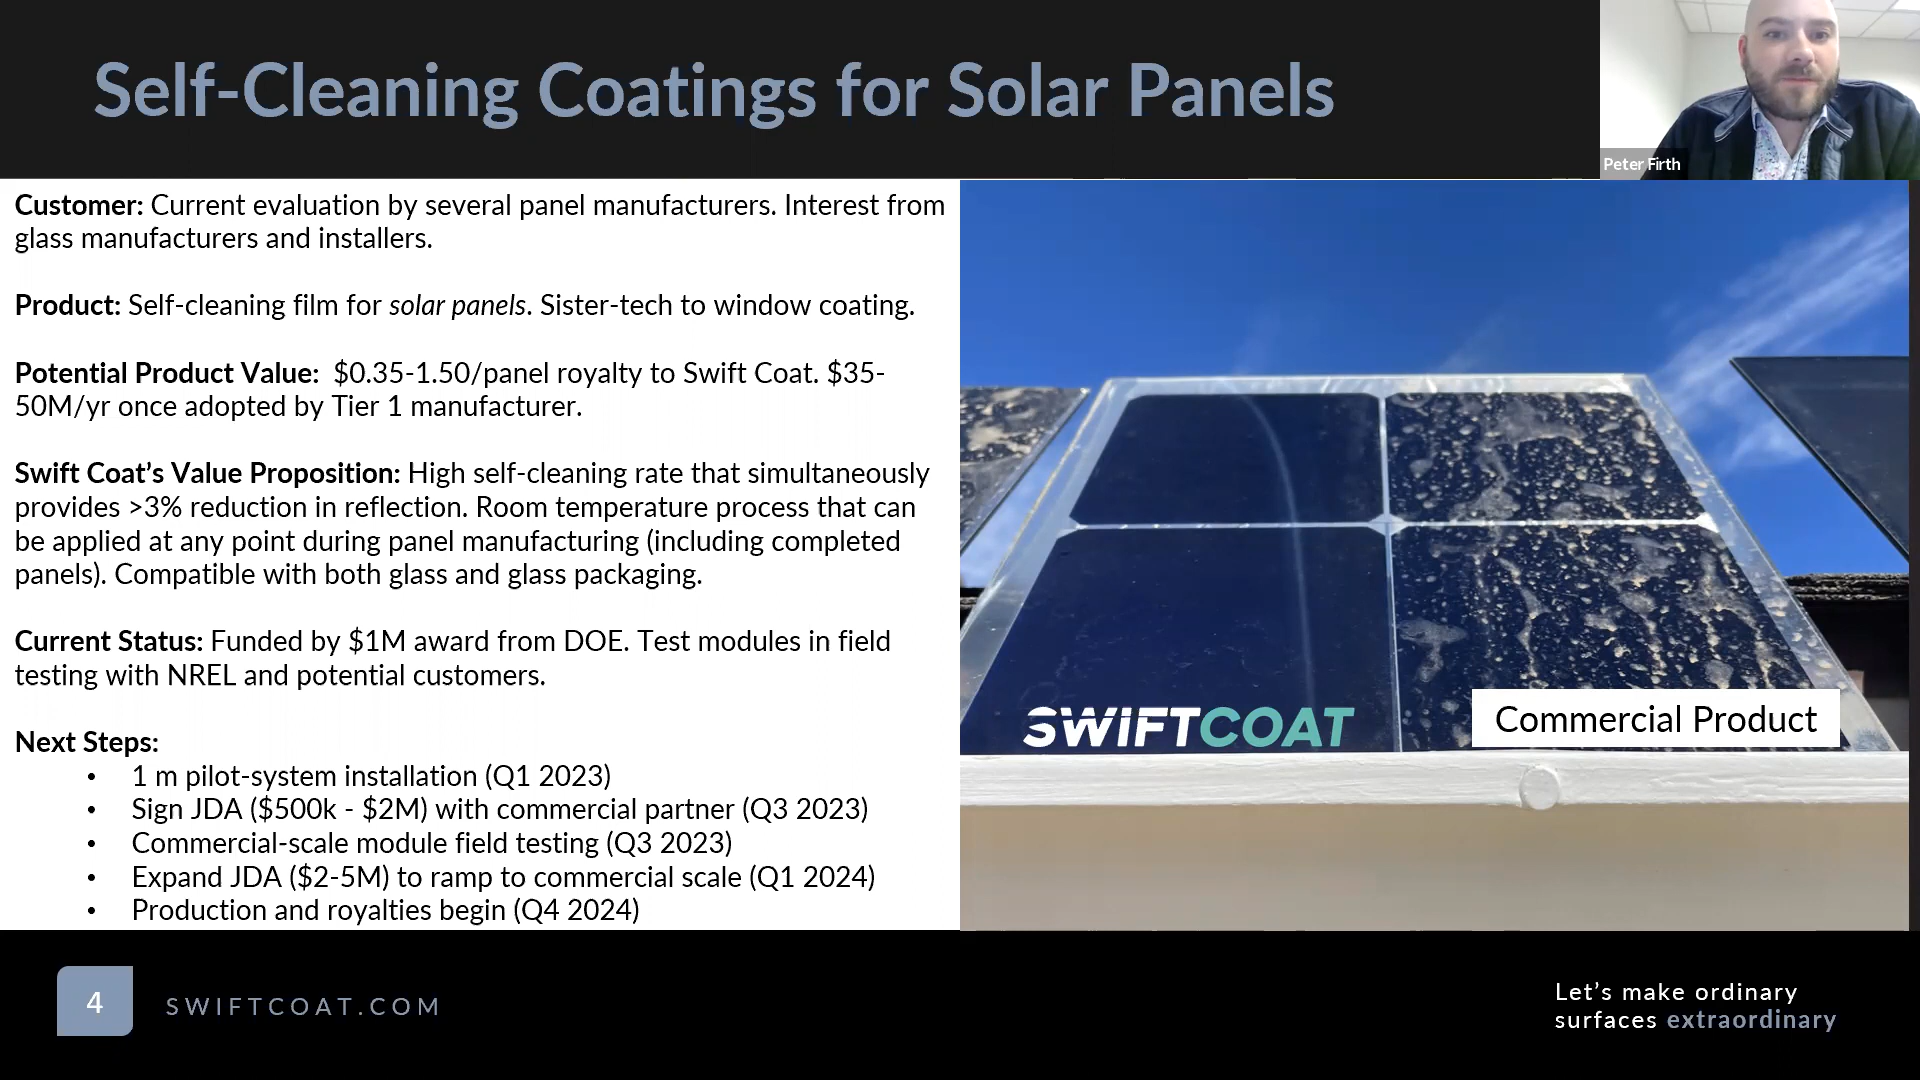 Self-Cleaning Coatings for Solar Panels
Peter Firth
Customer: Current evaluation by several panel manufacturers. Interest from
glass manufacturers and installers.
Product: Self-cleaning film for solar panels. Sister-tech to window coating.
Potential Product Value:  $0.35-1.50/panel royalty to Swift Coat. $35-
50M/yr once adopted by Tier 1 manufacturer.
Swift Coat’s Value Proposition: High self-cleaning rate that simultaneously
provides >3% reduction in reflection. Room temperature process that can
be applied at any point during panel manufacturing (including completed
panels). Compatible with both glass and glass packaging.
Current Status: Funded by $1M award from DOE. Test modules in field
testing with NREL and potential customers.
Next Steps:
• 1 m pilot-system installation (Q1 2023)
• Sign JDA ($500k - $2M) with commercial partner (Q3 2023)
• Commercial-scale module field testing (Q3 2023)
• Expand JDA ($2-5M) to ramp to commercial scale (Q1 2024)
• Production and royalties begin (Q4 2024)
SWIFTCOAT
Commercial Product
4
SWIFTCOAT.COM
Let’s make ordinary
surfaces extraordinary